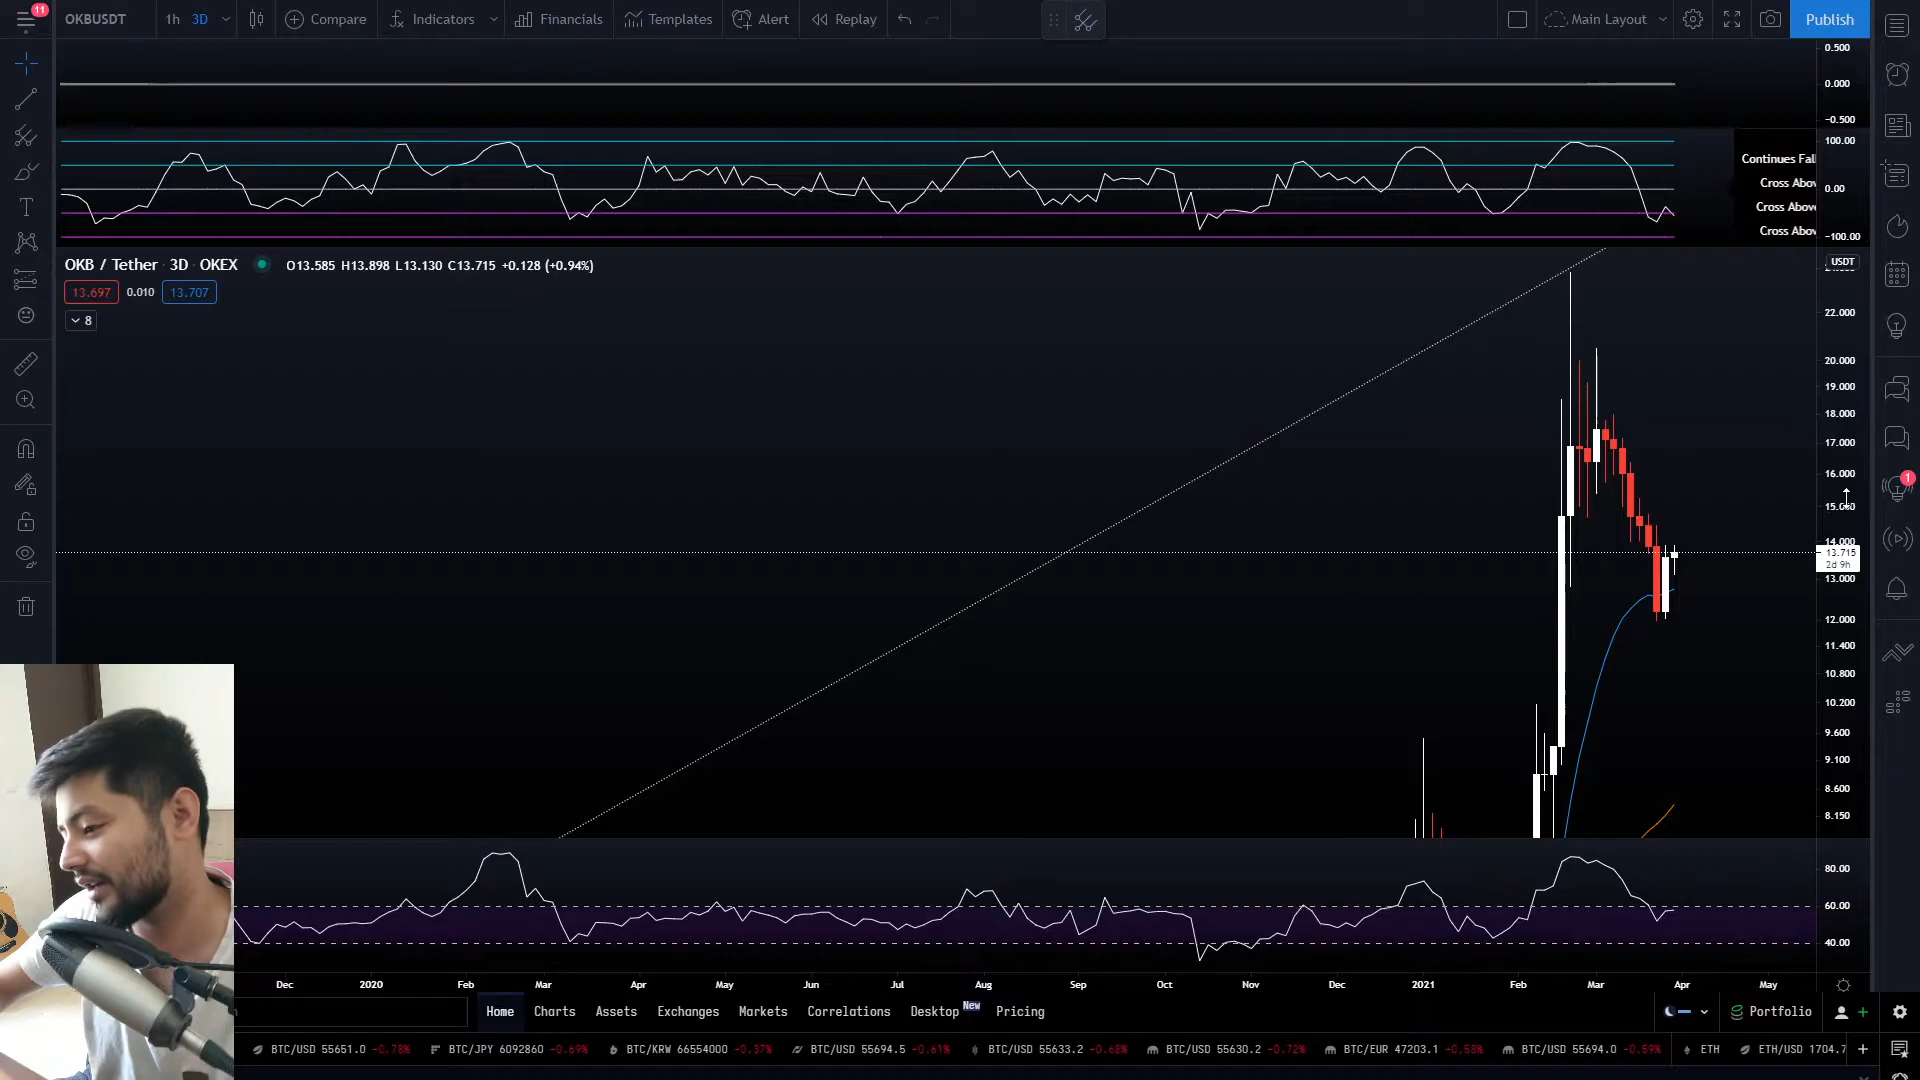 11
OKBUSDT 1h 3D Compare Indicators Financials Templates Alert Replay Main Layout Publish
0.500
0.000
−0.500
100.00
Continues Fal
Cross Abov
0.00
Cross Abov
Cross Abov
−100.00
OKB / Tether · 3D · OKEX O13.585 H13.898 L13.130 C13.715 +0.128 (+0.94%)
USDT
13.697 0.010 13.707
8
22.000
20.000
19.000
18.000
17.000
16.000
1
15.000
14.000
13.715
2d 9h
13.000
12.000
11.400
10.800
10.200
9.600
9.100
8.600
8.150
80.00
60.00
40.00
Dec 2020 Feb Mar Apr May Jun Jul Aug Sep Oct Nov Dec 2021 Feb Mar Apr May
Home Charts Assets Exchanges Markets Correlations Desktop New Pricing Portfolio
BTC/USD 55651.0 -0.78% BTC/JPY 6092860 -0.69% BTC/KRW 66554000 -0.37% BTC/USD 55694.5 -0.61% BTC/USD 55633.2 -0.68% BTC/USD 55630.2 -0.72% BTC/EUR 47203.1 -0.58% BTC/USD 55694.0 -0.59% ETH ETH/USD 1704.7